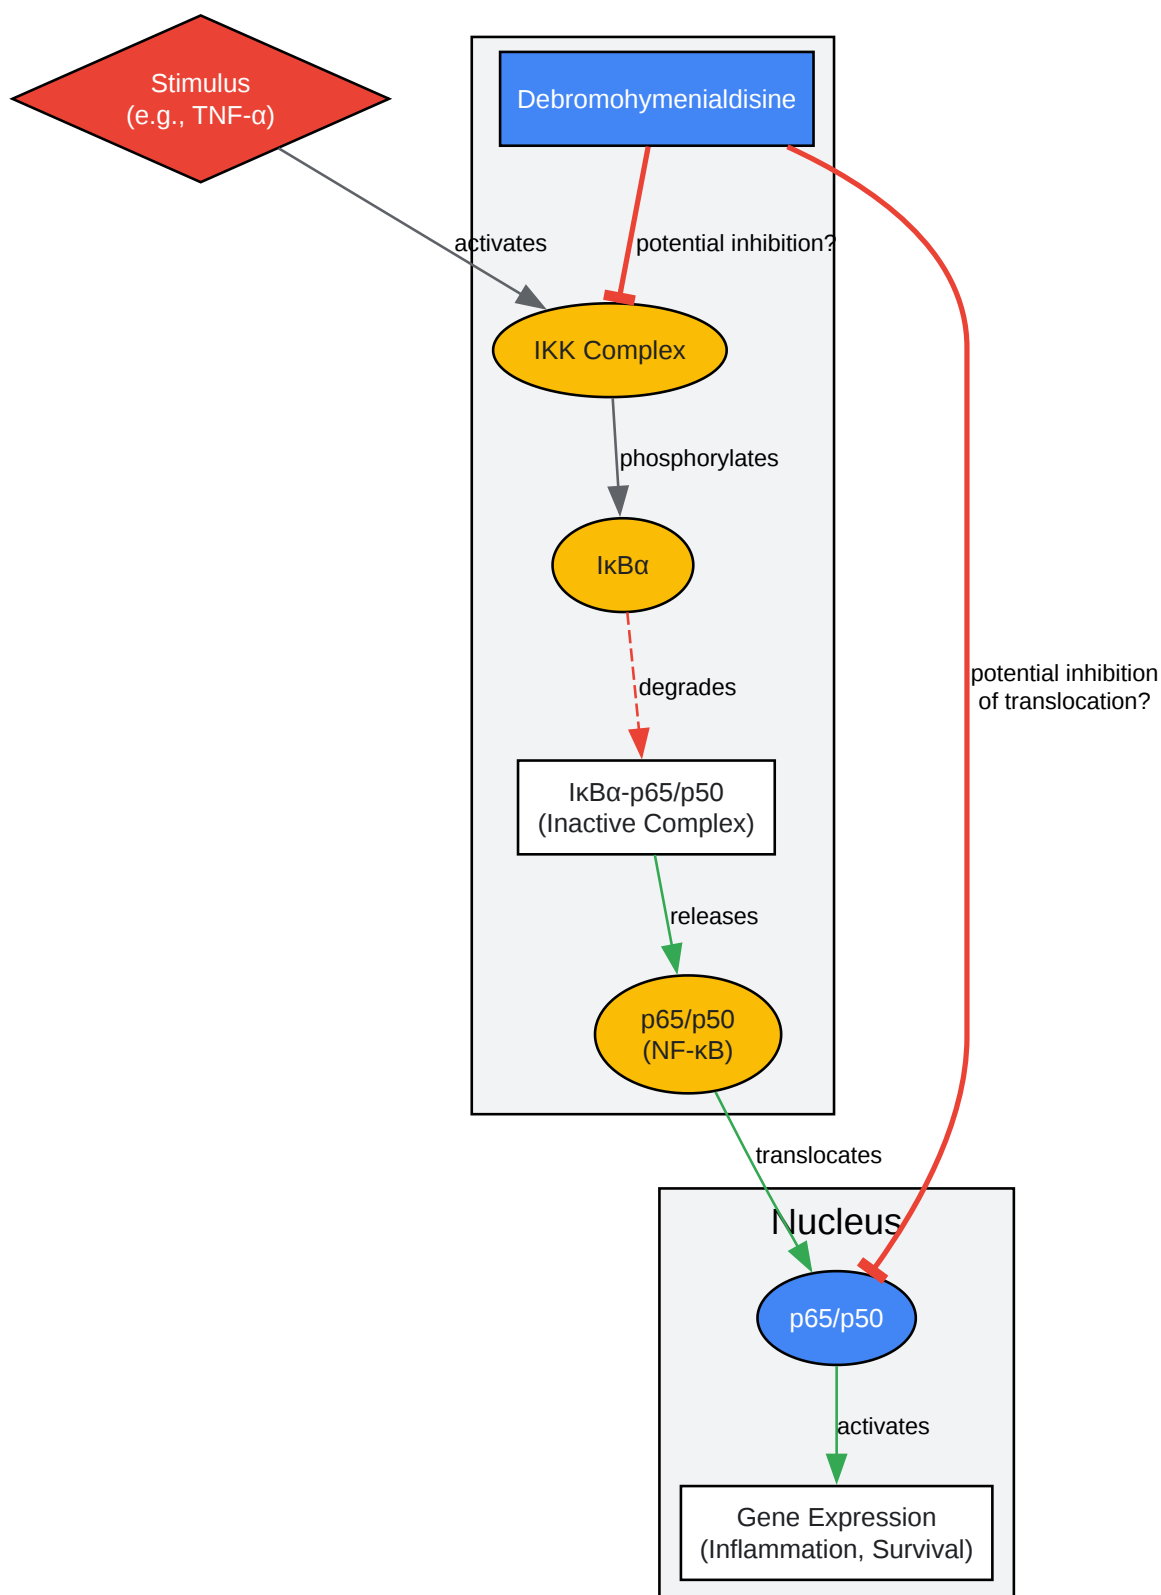 Stimulus
(e.g., TNF-α)
Debromohymenialdisine
activates
potential inhibition?
IKK Complex
phosphorylates
IκBα
degrades
potential inhibition
of translocation?
IκBα-p65/p50
(Inactive Complex)
releases
p65/p50
(NF-κB)
translocates
Nucleus
p65/p50
activates
Gene Expression
(Inflammation, Survival)